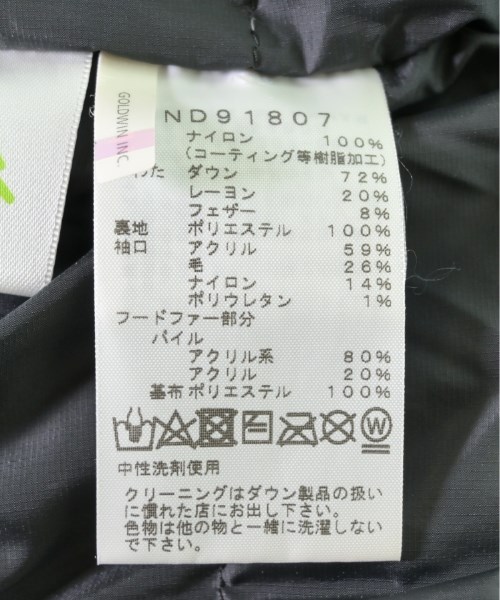 GOLDWIN INC.
ND91807
ナイロン 100%
(コーティング等樹脂加工)
わた ダウン 72%
レーヨン 20%
フェザー 8%
裏地 ポリエステル 100%
袖口 アクリル 59%
毛 26%
ナイロン 14%
ポリウレタン 1%
フードファー部分
パイル
アクリル系 80%
アクリル 20%
基布 ポリエステル 100%
W
中性洗剤使用
クリーニングはダウン製品の扱い
に慣れた店にお出し下さい。
色物は他の物と一緒に洗濯しない
で下さい。